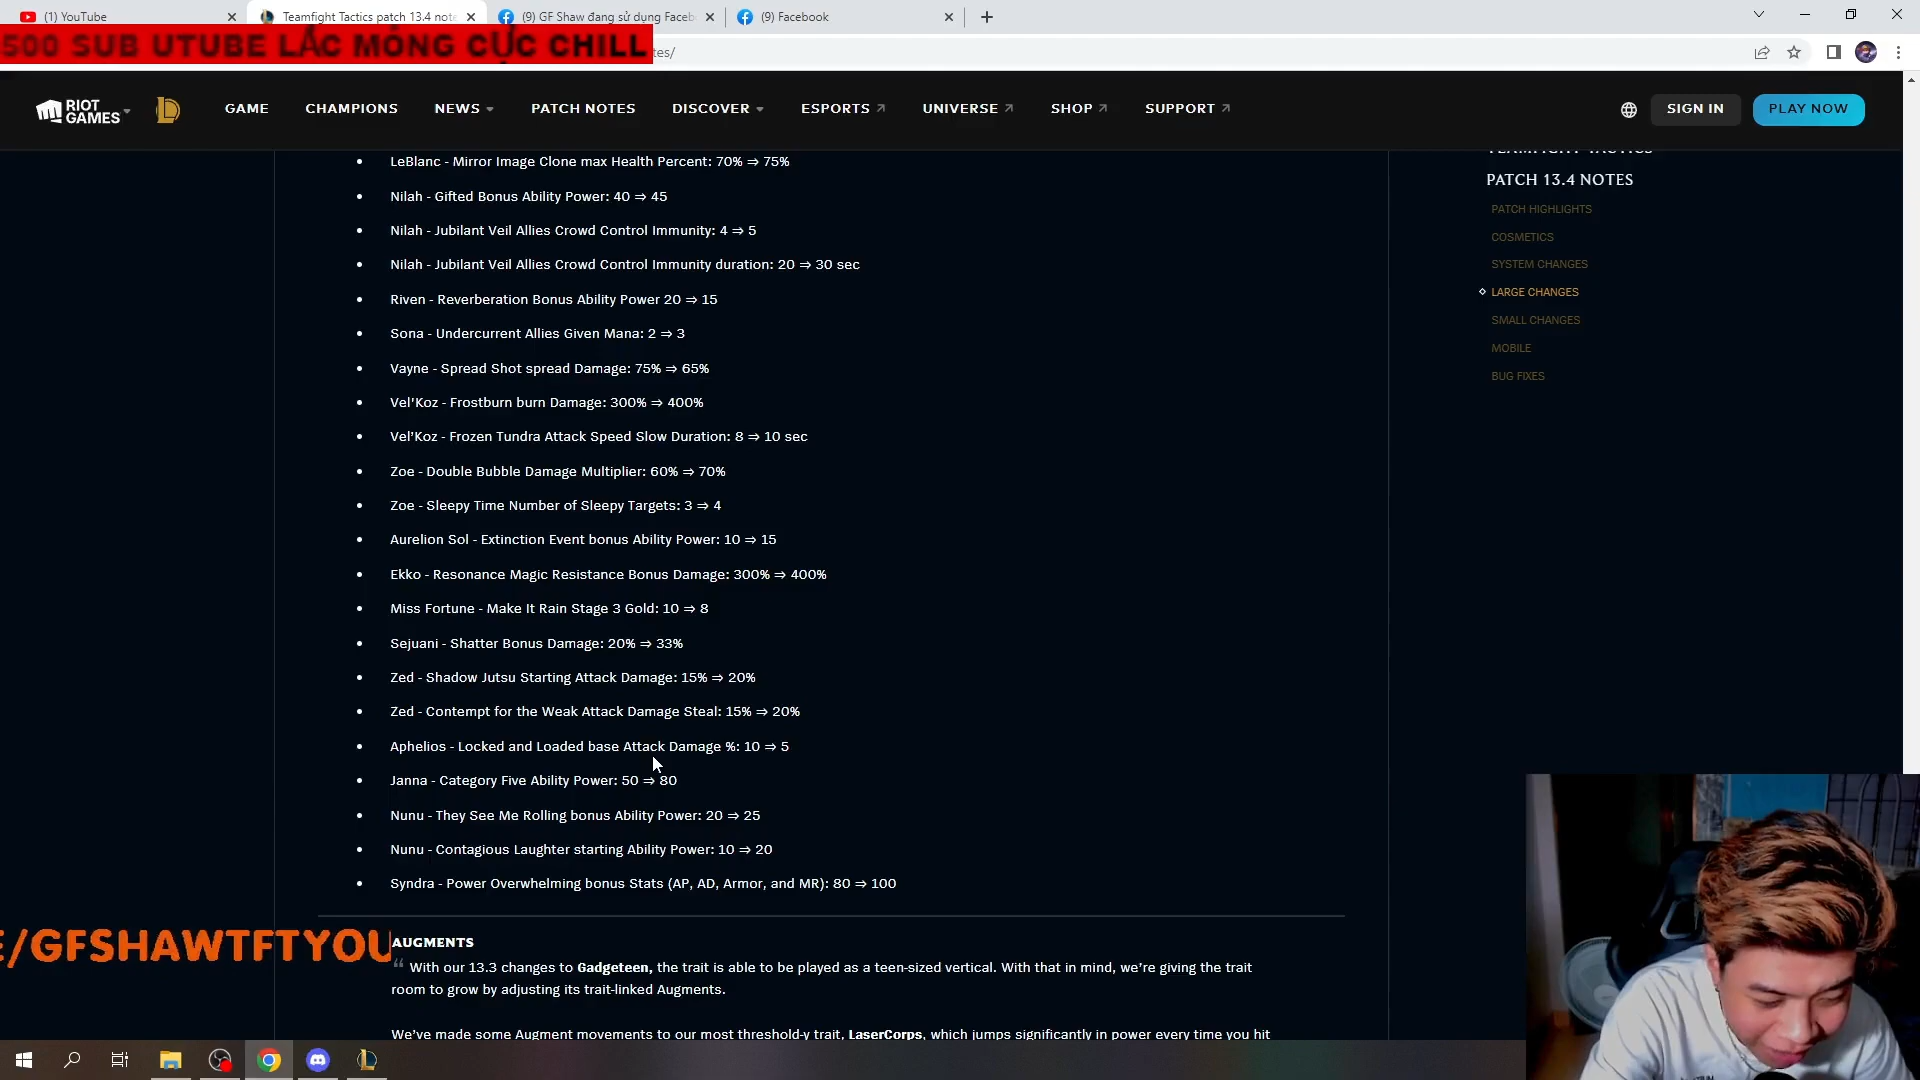 (1) YouTube
Teamfight Tactics patch 13.4 note
(9) GF Shaw đang sử dụng Faceb
(9) Facebook
500 SUB UTUBE LẮC MÔNG CỰC CHILL
tes/
RIOT GAMES
GAME
CHAMPIONS
NEWS
PATCH NOTES
DISCOVER
ESPORTS
UNIVERSE
SHOP
SUPPORT
SIGN IN
PLAY NOW
• LeBlanc - Mirror Image Clone max Health Percent: 70% ⇒ 75%
• Nilah - Gifted Bonus Ability Power: 40 ⇒ 45
• Nilah - Jubilant Veil Allies Crowd Control Immunity: 4 ⇒ 5
• Nilah - Jubilant Veil Allies Crowd Control Immunity duration: 20 ⇒ 30 sec
• Riven - Reverberation Bonus Ability Power 20 ⇒ 15
• Sona - Undercurrent Allies Given Mana: 2 ⇒ 3
• Vayne - Spread Shot spread Damage: 75% ⇒ 65%
• Vel'Koz - Frostburn burn Damage: 300% ⇒ 400%
• Vel’Koz - Frozen Tundra Attack Speed Slow Duration: 8 ⇒ 10 sec
• Zoe - Double Bubble Damage Multiplier: 60% ⇒ 70%
• Zoe - Sleepy Time Number of Sleepy Targets: 3 ⇒ 4
• Aurelion Sol - Extinction Event bonus Ability Power: 10 ⇒ 15
• Ekko - Resonance Magic Resistance Bonus Damage: 300% ⇒ 400%
• Miss Fortune - Make It Rain Stage 3 Gold: 10 ⇒ 8
• Sejuani - Shatter Bonus Damage: 20% ⇒ 33%
• Zed - Shadow Jutsu Starting Attack Damage: 15% ⇒ 20%
• Zed - Contempt for the Weak Attack Damage Steal: 15% ⇒ 20%
• Aphelios - Locked and Loaded base Attack Damage %: 10 ⇒ 5
• Janna - Category Five Ability Power: 50 ⇒ 80
• Nunu - They See Me Rolling bonus Ability Power: 20 ⇒ 25
• Nunu - Contagious Laughter starting Ability Power: 10 ⇒ 20
• Syndra - Power Overwhelming bonus Stats (AP, AD, Armor, and MR): 80 ⇒ 100
E/GFSHAWTFTYOU
AUGMENTS
“ With our 13.3 changes to Gadgeteen, the trait is able to be played as a teen-sized vertical. With that in mind, we’re giving the trait
room to grow by adjusting its trait-linked Augments.
We’ve made some Augment movements to our most threshold-y trait, LaserCorps, which jumps significantly in power every time you hit
TEAMFIGHT TACTICS
PATCH 13.4 NOTES
PATCH HIGHLIGHTS
COSMETICS
SYSTEM CHANGES
LARGE CHANGES
SMALL CHANGES
MOBILE
BUG FIXES